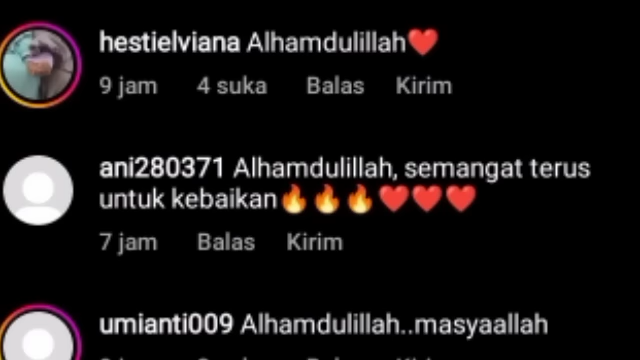 hestielviana Alhamdulillah❤️
9 jam 4 suka Balas Kirim
ani280371 Alhamdulillah, semangat terus
untuk kebaikan🔥🔥🔥❤️❤️❤️
7 jam Balas Kirim
umianti009 Alhamdulillah..masyaallah